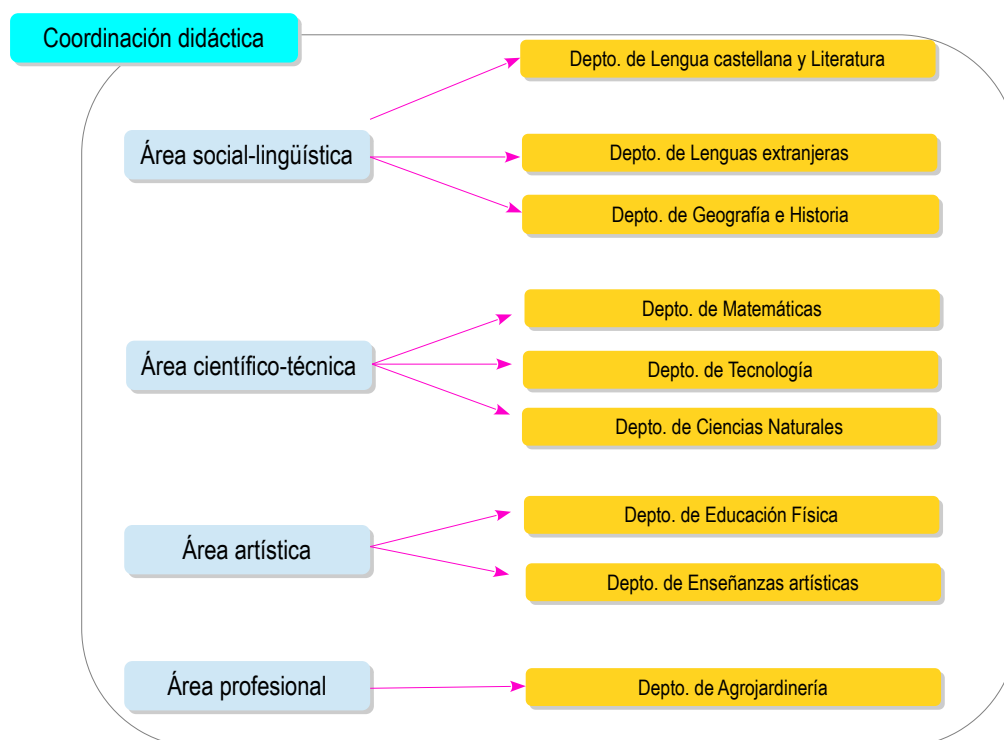 Coordinación didáctica
Depto. de Lengua castellana y Literatura
Área social-lingüística
Depto. de Lenguas extranjeras
Depto. de Geografía e Historia
Depto. de Matemáticas
Área científico-técnica
Depto. de Tecnología
Depto. de Ciencias Naturales
Depto. de Educación Física
Área artística
Depto. de Enseñanzas artísticas
Área profesional
Depto. de Agrojardinería